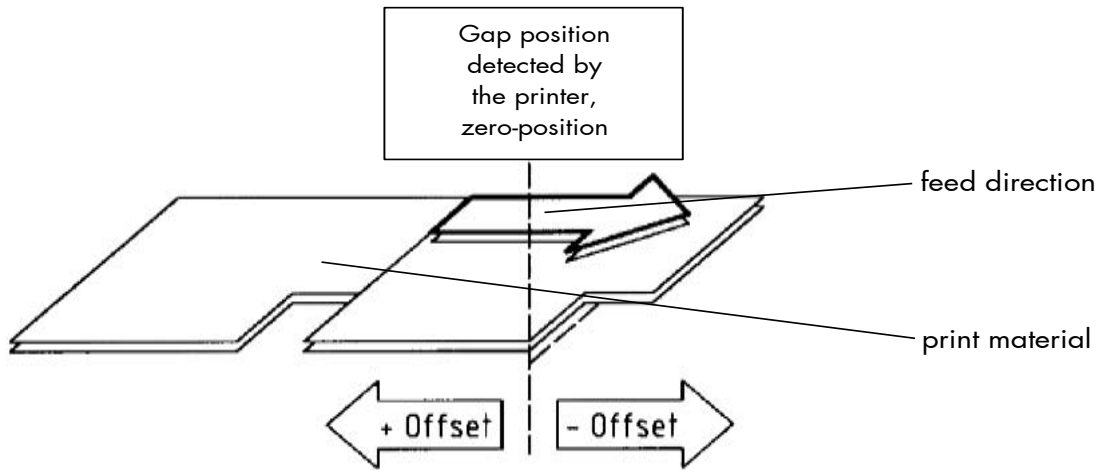 Gap position
detected by
the printer,
zero-position
feed direction
print material
+ Offset
- Offset